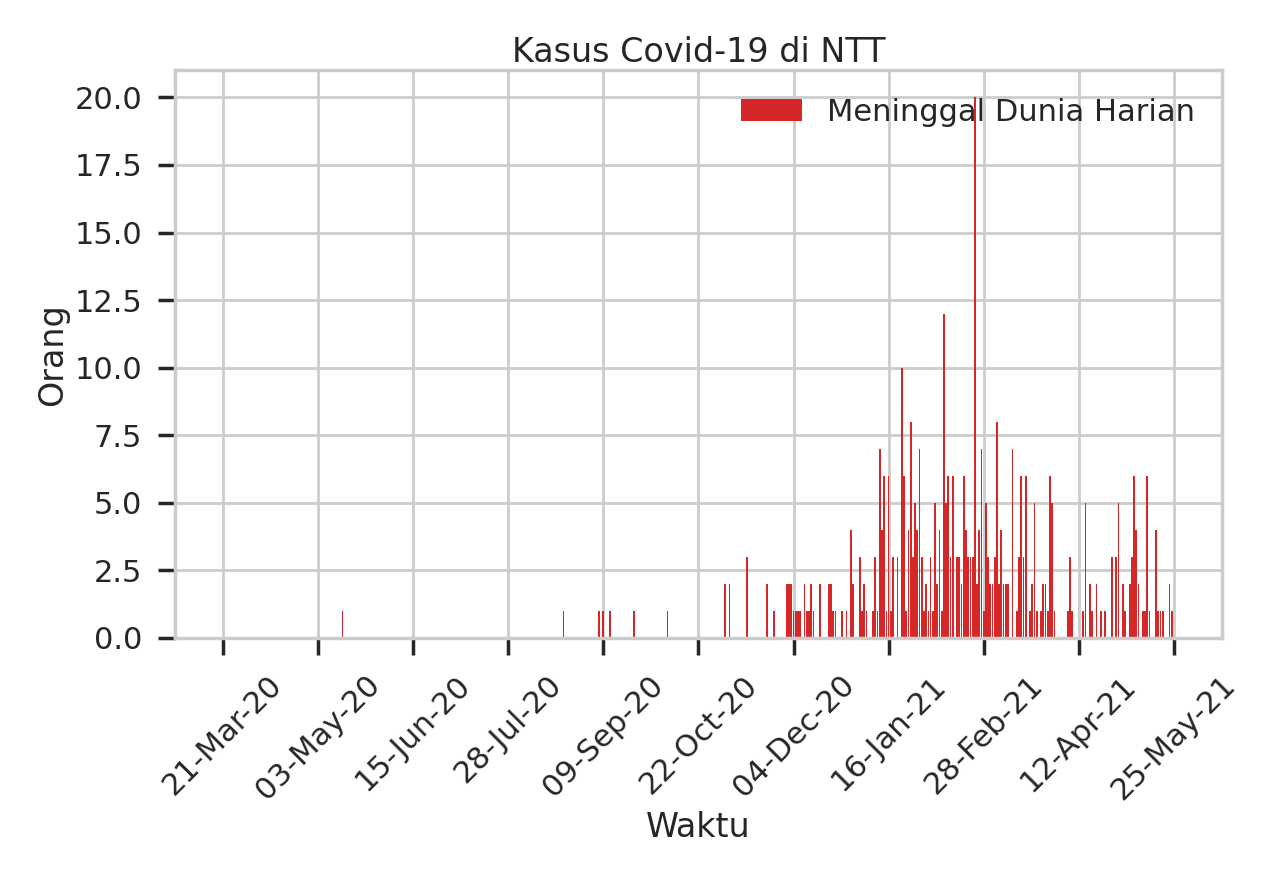 Kasus Covid-19 di NTT
Meninggal Dunia Harian
20.0
17.5
15.0
12.5
10.0
7.5
5.0
2.5
0.0
Orang
21-Mar-20
03-May-20
15-Jun-20
28-Jul-20
09-Sep-20
22-Oct-20
04-Dec-20
16-Jan-21
28-Feb-21
12-Apr-21
25-May-21
Waktu